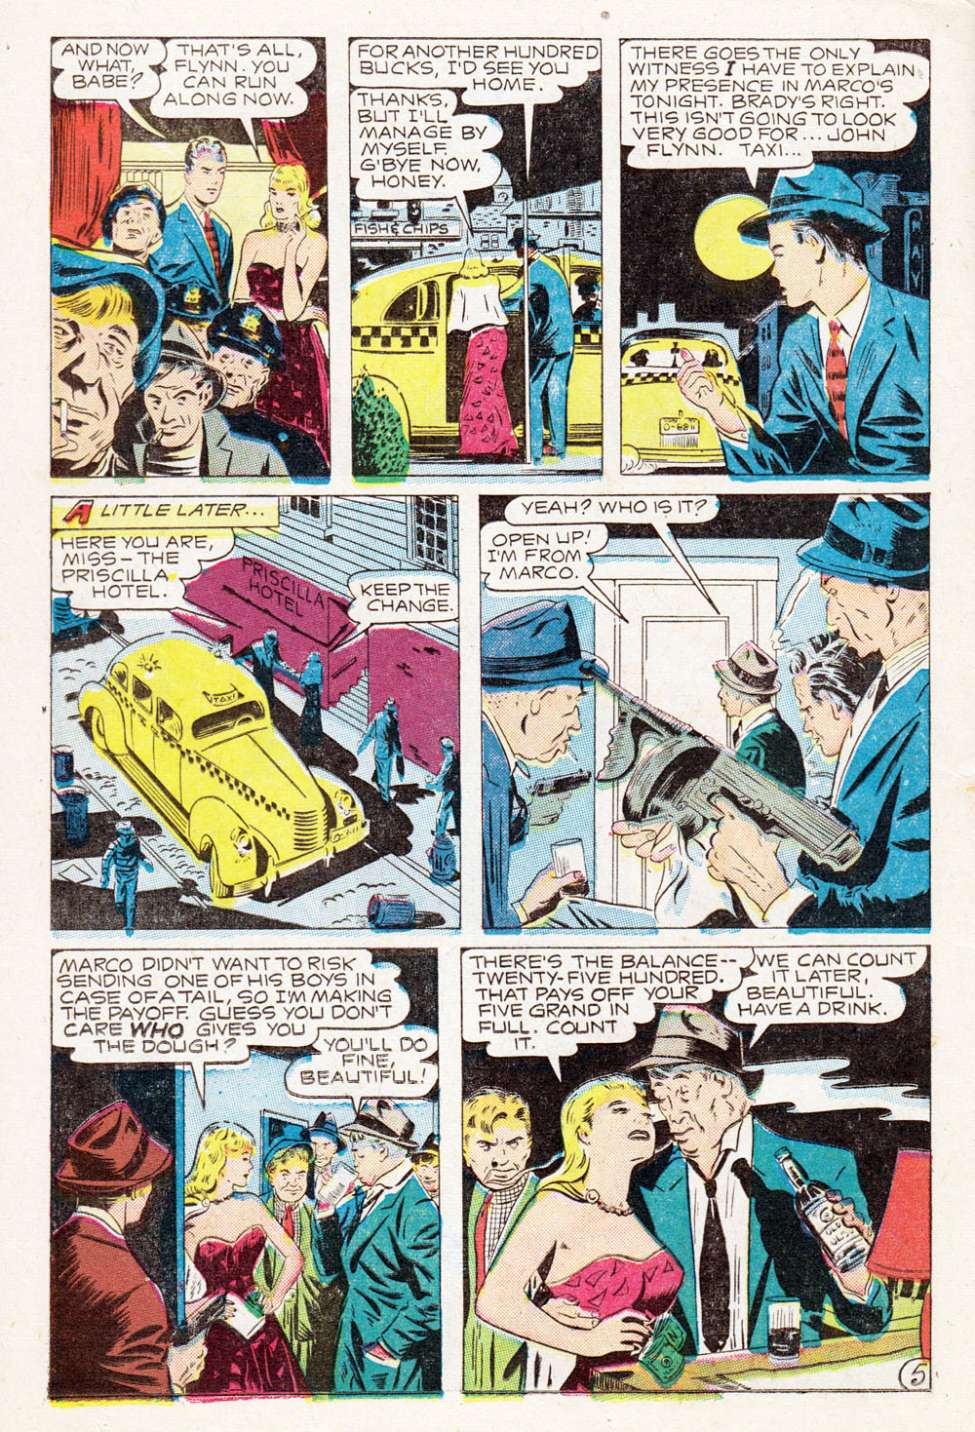 AND NOW
WHAT,
BABE?
THAT'S ALL,
FLYNN. YOU
CAN RUN
ALONG NOW.
FOR ANOTHER HUNDRED
BUCKS, I'D SEE YOU
HOME.
THANKS,
BUT I'LL
MANAGE BY
MYSELF.
G'BYE NOW,
HONEY.
FISH & CHIPS
THERE GOES THE ONLY
WITNESS I HAVE TO EXPLAIN
MY PRESENCE IN MARCO'S
TONIGHT. BRADY'S RIGHT.
THIS ISN'T GOING TO LOOK
VERY GOOD FOR... JOHN
FLYNN. TAXI...
A LITTLE LATER...
HERE YOU ARE,
MISS – THE
PRISCILLA
HOTEL.
PRISCILLA
HOTEL
KEEP THE
CHANGE.
TAXI
YEAH? WHO IS IT?
OPEN UP!
I'M FROM
MARCO.
MARCO DIDN'T WANT TO RISK
SENDING ONE OF HIS BOYS IN
CASE OF A TAIL, SO I'M MAKING
THE PAYOFF. GUESS YOU DON'T
CARE WHO GIVES YOU
THE DOUGH?
YOU'LL DO
FINE,
BEAUTIFUL!
THERE'S THE BALANCE--
TWENTY-FIVE HUNDRED.
THAT PAYS OFF YOUR
FIVE GRAND IN
FULL. COUNT
IT.
WE CAN COUNT
IT LATER,
BEAUTIFUL.
HAVE A DRINK.
5